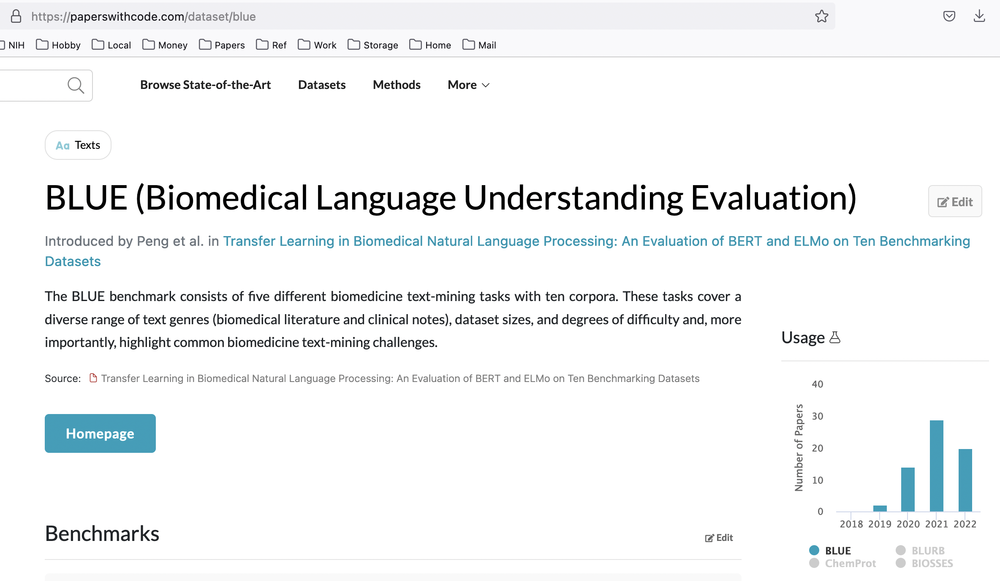 https://paperswithcode.com/dataset/blue
NIH Hobby Local Money Papers Ref Work Storage Home Mail
Browse State-of-the-Art Datasets Methods More
Aa Texts
BLUE (Biomedical Language Understanding Evaluation)
Edit
Introduced by Peng et al. in Transfer Learning in Biomedical Natural Language Processing: An Evaluation of BERT and ELMo on Ten Benchmarking
Datasets
The BLUE benchmark consists of five different biomedicine text-mining tasks with ten corpora. These tasks cover a
diverse range of text genres (biomedical literature and clinical notes), dataset sizes, and degrees of difficulty and, more
importantly, highlight common biomedicine text-mining challenges.
Source: Transfer Learning in Biomedical Natural Language Processing: An Evaluation of BERT and ELMo on Ten Benchmarking Datasets
Homepage
Benchmarks
Edit
Usage
Number of Papers
40
30
20
10
0
2018 2019 2020 2021 2022
BLUE BLURB
ChemProt BIOSSES